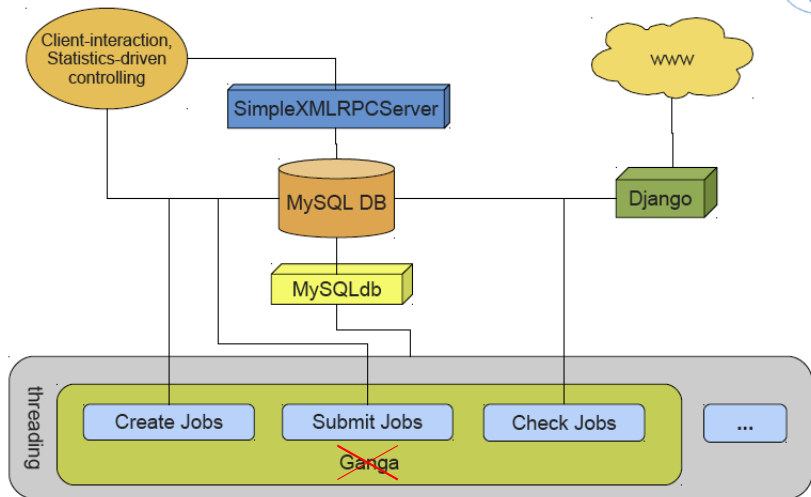 Client-interaction,
Statistics-driven
controlling
www
SimpleXMLRPCServer
MySQL DB
Django
MySQLdb
threading
Create Jobs
Submit Jobs
Check Jobs
...
Ganga